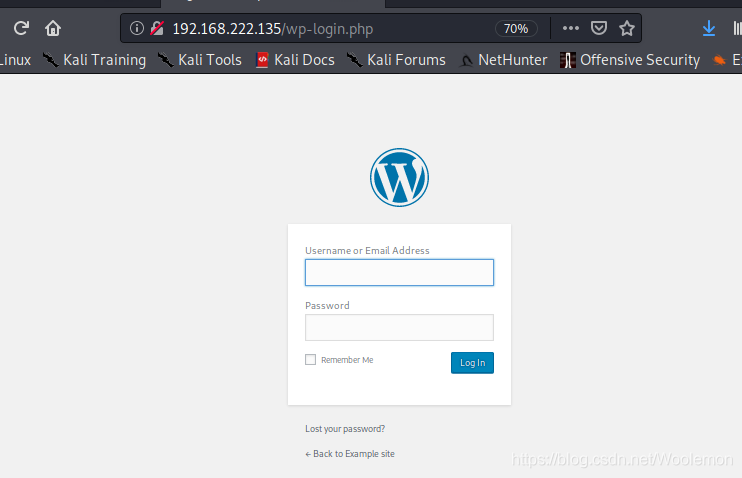 192.168.222.135/wp-login.php 70%
Linux Kali Training Kali Tools Kali Docs Kali Forums NetHunter Offensive Security E
Username or Email Address
Password
Remember Me Log In
Lost your password?
← Back to Example site
https://blog.csdn.net/Woolemon